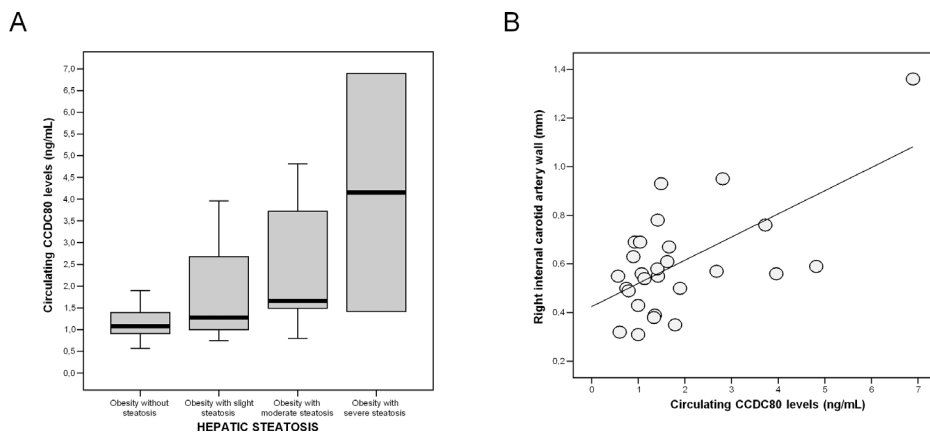 A
Circulating CCDC80 levels (ng/mL)
7,0
6,5
6,0
5,5
5,0
4,5
4,0
3,5
3,0
2,5
2,0
1,5
1,0
0,5
0,0
Obesity without
steatosis
Obesity with slight
steatosis
Obesity with
moderate steatosis
Obesity with
severe steatosis
HEPATIC STEATOSIS
B
Right internal carotid artery wall (mm)
1,4
1,2
1,0
0,8
0,6
0,4
0,2
0 1 2 3 4 5 6 7
Circulating CCDC80 levels (ng/mL)